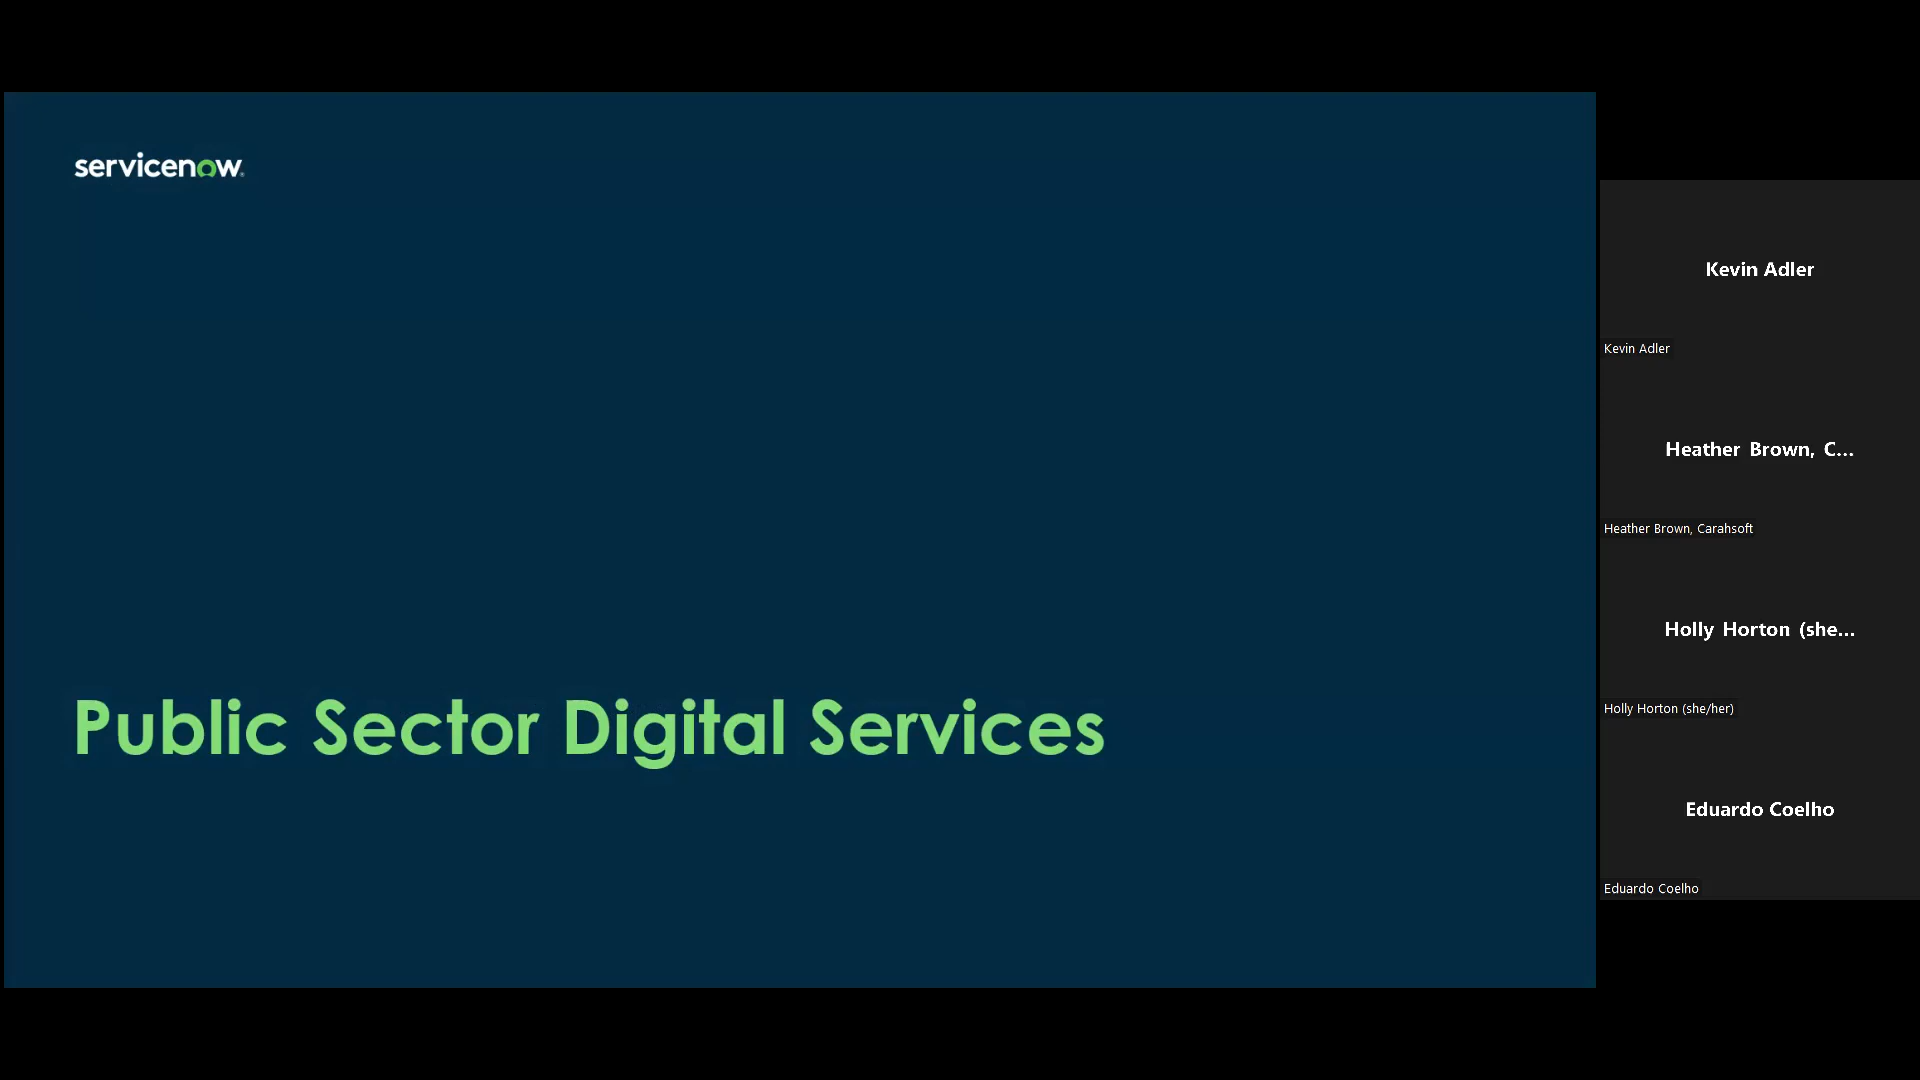 servicenow
Public Sector Digital Services
Kevin Adler
Kevin Adler
Heather Brown, C...
Heather Brown, Carahsoft
Holly Horton (she...
Holly Horton (she/her)
Eduardo Coelho
Eduardo Coelho